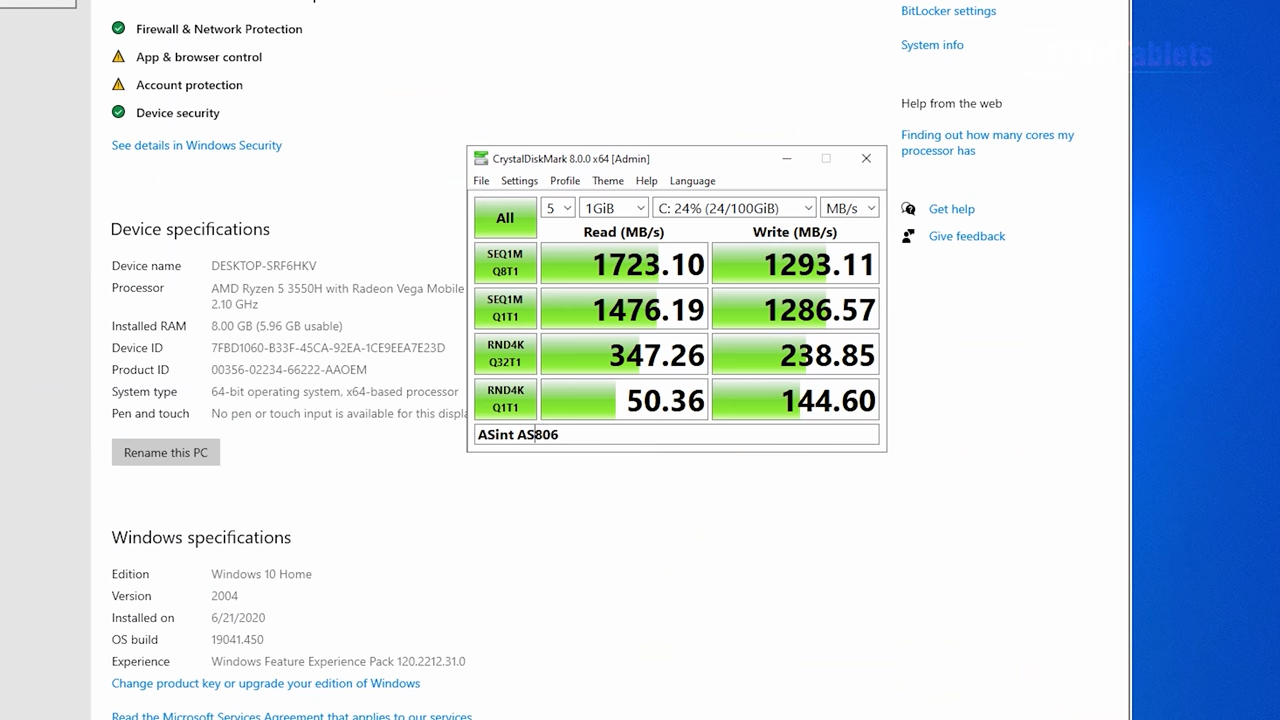 Firewall & Network Protection
App & browser control
Account protection
Device security
See details in Windows Security
Device specifications
Device name DESKTOP-SRF6HKV
Processor AMD Ryzen 5 3550H with Radeon Vega Mobile
2.10 GHz
Installed RAM 8.00 GB (5.96 GB usable)
Device ID 7FBD1060-B33F-45CA-92EA-1CE9EEA7E23D
Product ID 00356-02234-66222-AAOEM
System type 64-bit operating system, x64-based processor
Pen and touch No pen or touch input is available for this displa
Rename this PC
Windows specifications
Edition Windows 10 Home
Version 2004
Installed on 6/21/2020
OS build 19041.450
Experience Windows Feature Experience Pack 120.2212.31.0
Change product key or upgrade your edition of Windows
Read the Microsoft Services Agreement that applies to our services
CrystalDiskMark 8.0.0 x64 [Admin]
File Settings Profile Theme Help Language
All 5 1GiB C: 24% (24/100GiB) MB/s
Read (MB/s) Write (MB/s)
SEQ1M
Q8T1 1723.10 1293.11
SEQ1M
Q1T1 1476.19 1286.57
RND4K
Q32T1 347.26 238.85
RND4K
Q1T1 50.36 144.60
ASint AS806
BitLocker settings
System info
Help from the web
Finding out how many cores my
processor has
Get help
Give feedback